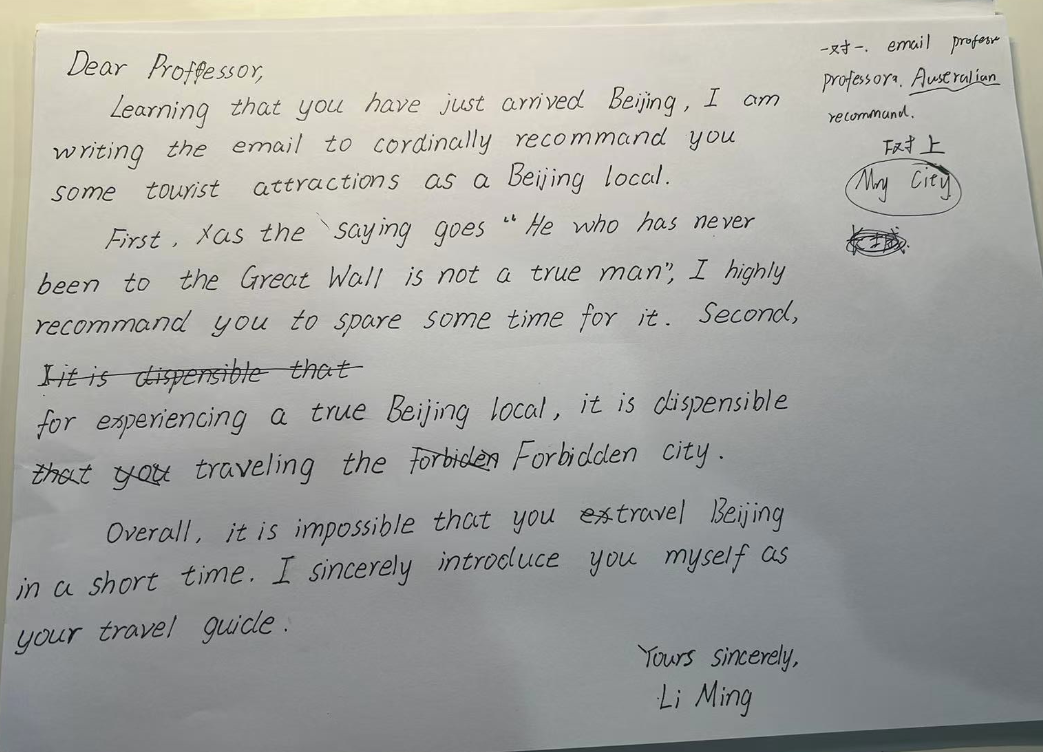 Dear Proffessor,
Learning that you have just arrived Beijing, I am
writing the email to cordinally recommand you
some tourist attractions as a Beijing local.
First, as the saying goes “He who has never
been to the Great Wall is not a true man”, I highly
recommand you to spare some time for it. Second,
I it is dispensible that
for experiencing a true Beijing local, it is dispensible
that you traveling the forbiden Forbidden city.
Overall, it is impossible that you ex travel Beijing
in a short time. I sincerely introduce you myself as
your travel guide.
Yours sincerely,
Li Ming
一对一. email profesr
professor. Australian
recommand.
对上
My City